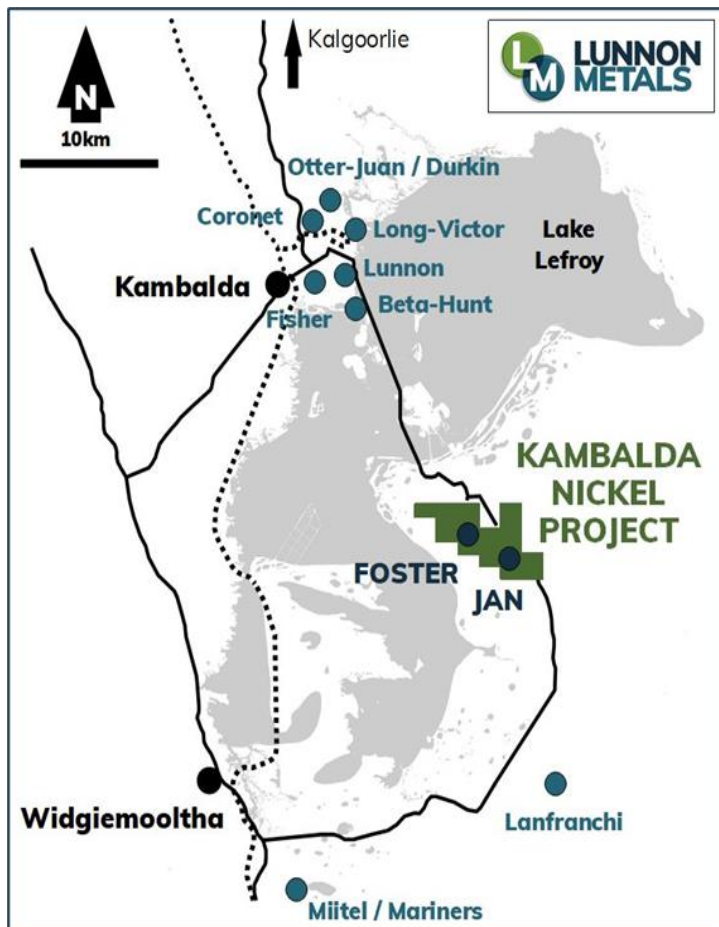 Kalgoorlie
LM LUNNON
METALS
N
10km
Otter-Juan / Durkin
Coronet
Long-Victor
Lake
Lefroy
Kambalda
Lunnon
Fisher
Beta-Hunt
KAMBALDA
NICKEL
PROJECT
FOSTER
JAN
Widgiemooltha
Lanfranchi
Miitel / Mariners